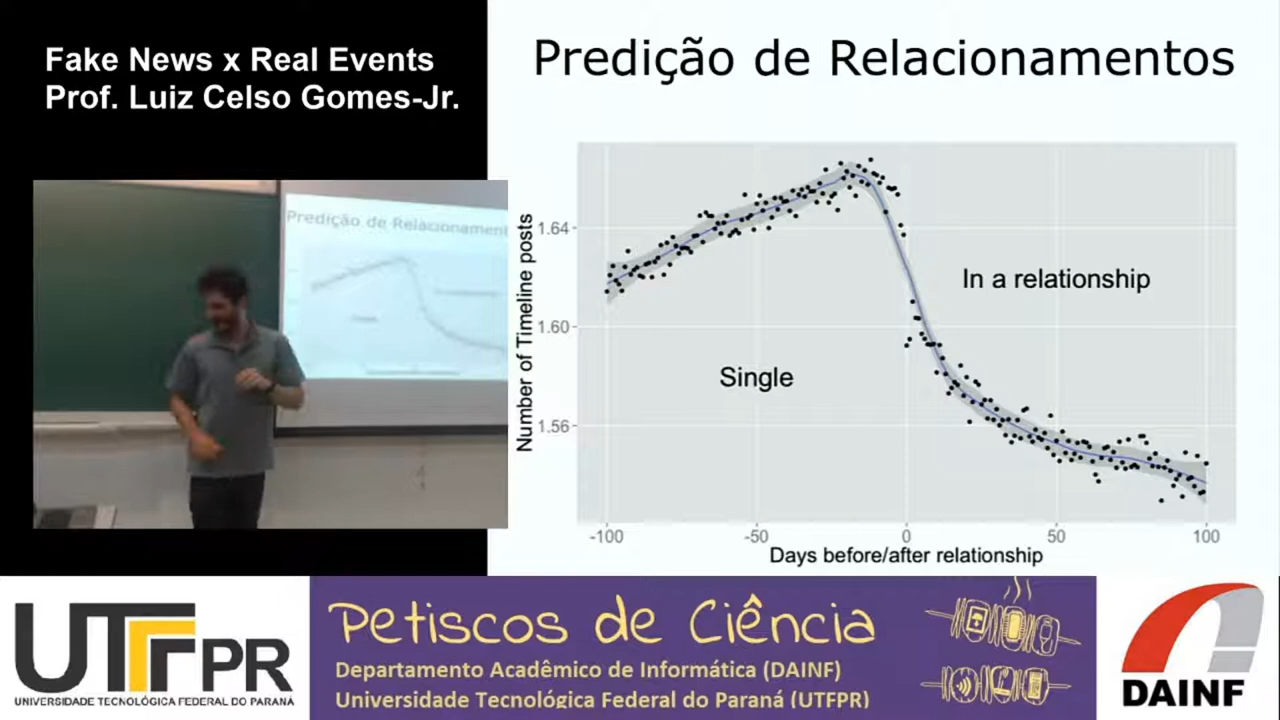 Fake News x Real Events
Prof. Luiz Celso Gomes-Jr.
Predição de Relacionamentos
Predição de Relacionament
Number of Timeline posts
1.64
1.60
1.56
Single
In a relationship
-100
-50
0
50
100
Days before/after relationship
UTFPR
UNIVERSIDADE TECNOLÓGICA FEDERAL DO PARANÁ
Petiscos de Ciência
Departamento Acadêmico de Informática (DAINF)
Universidade Tecnológica Federal do Paraná (UTFPR)
DAINF